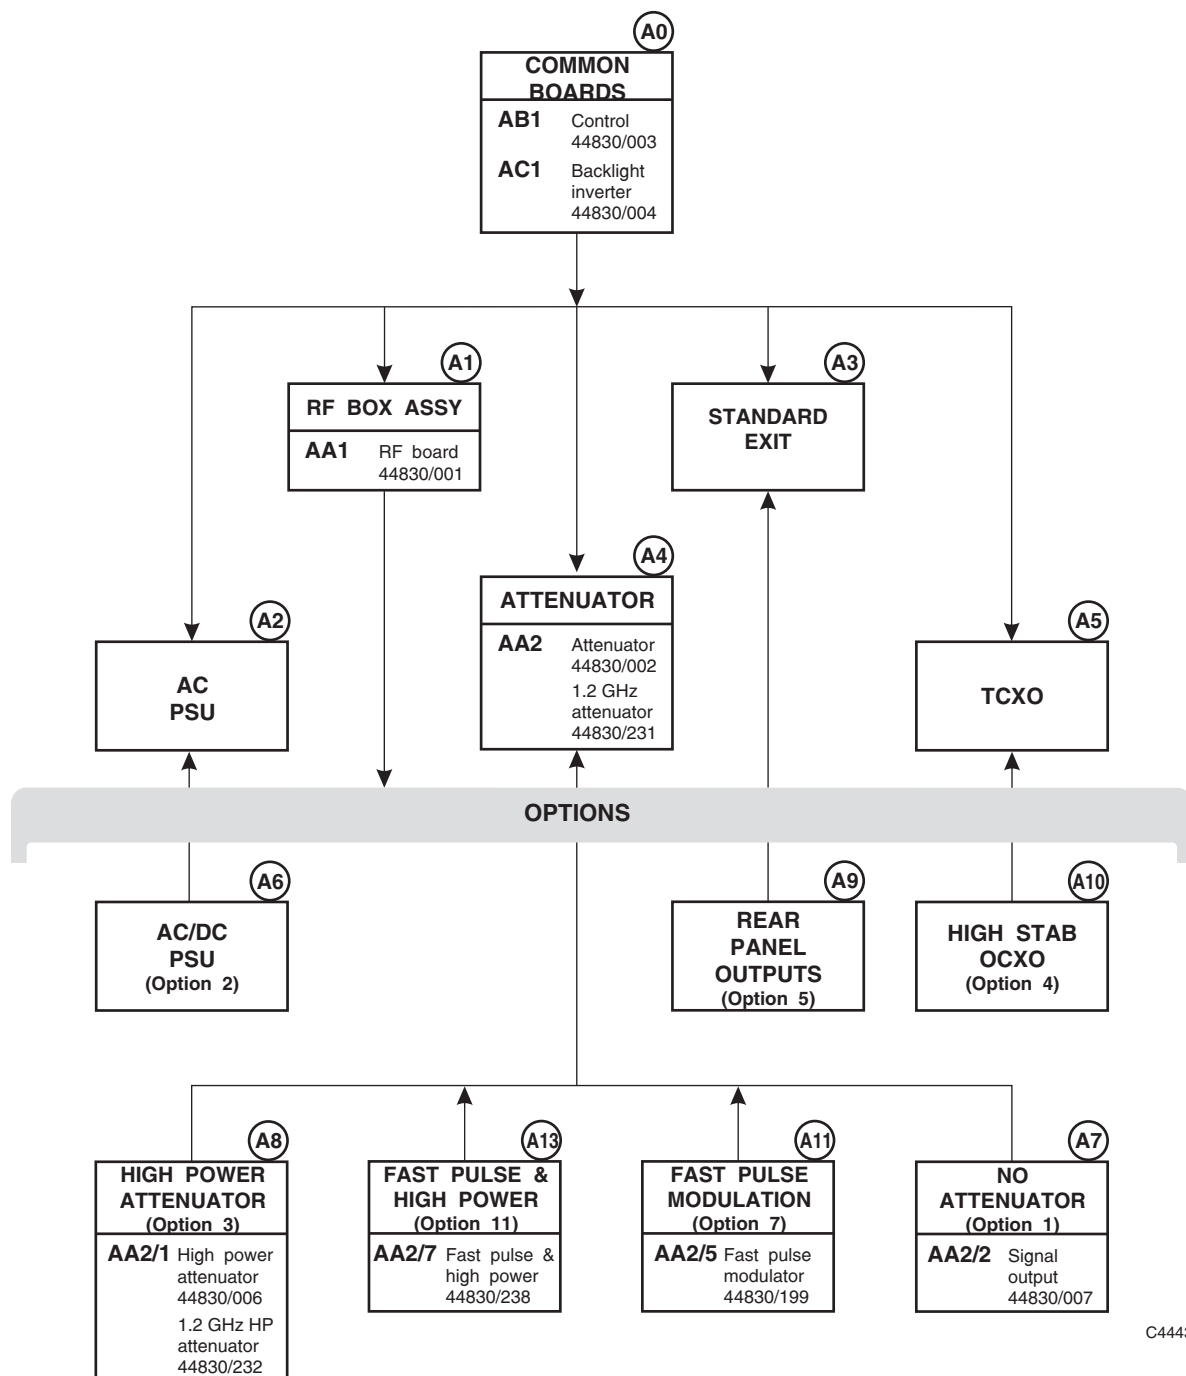 A0
COMMON
BOARDS
AB1 Control
44830/003
AC1 Backlight
inverter
44830/004
A1
RF BOX ASSY
AA1 RF board
44830/001
A3
STANDARD
EXIT
A4
ATTENUATOR
AA2 Attenuator
44830/002
1.2 GHz
attenuator
44830/231
A2
AC
PSU
A5
TCXO
OPTIONS
A6
AC/DC
PSU
(Option 2)
A9
REAR
PANEL
OUTPUTS
(Option 5)
A10
HIGH STAB
OCXO
(Option 4)
A8
HIGH POWER
ATTENUATOR
(Option 3)
AA2/1 High power
attenuator
44830/006
1.2 GHz HP
attenuator
44830/232
A13
FAST PULSE &
HIGH POWER
(Option 11)
AA2/7 Fast pulse &
high power
44830/238
A11
FAST PULSE
MODULATION
(Option 7)
AA2/5 Fast pulse
modulator
44830/199
A7
NO
ATTENUATOR
(Option 1)
AA2/2 Signal
output
44830/007
C4443